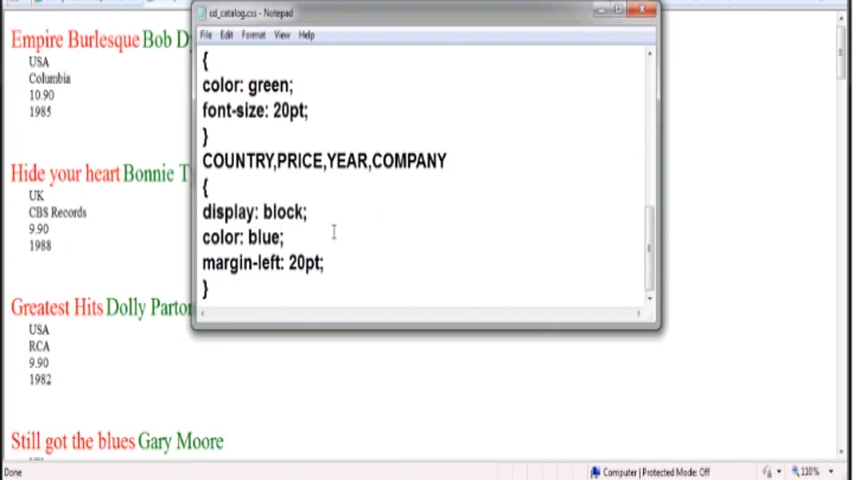 cd_catalog.css - Notepad
File Edit Format View Help
{
color: green;
font-size: 20pt;
}
COUNTRY,PRICE,YEAR,COMPANY
{
display: block;
color: blue;
margin-left: 20pt;
}
Empire Burlesque Bob
USA
Columbia
10.90
1985
Hide your heart Bonnie
UK
CBS Records
9.90
1988
Greatest Hits Dolly Parton
USA
RCA
9.90
1982
Still got the blues Gary Moore
Done
Computer | Protected Mode: Off
110%